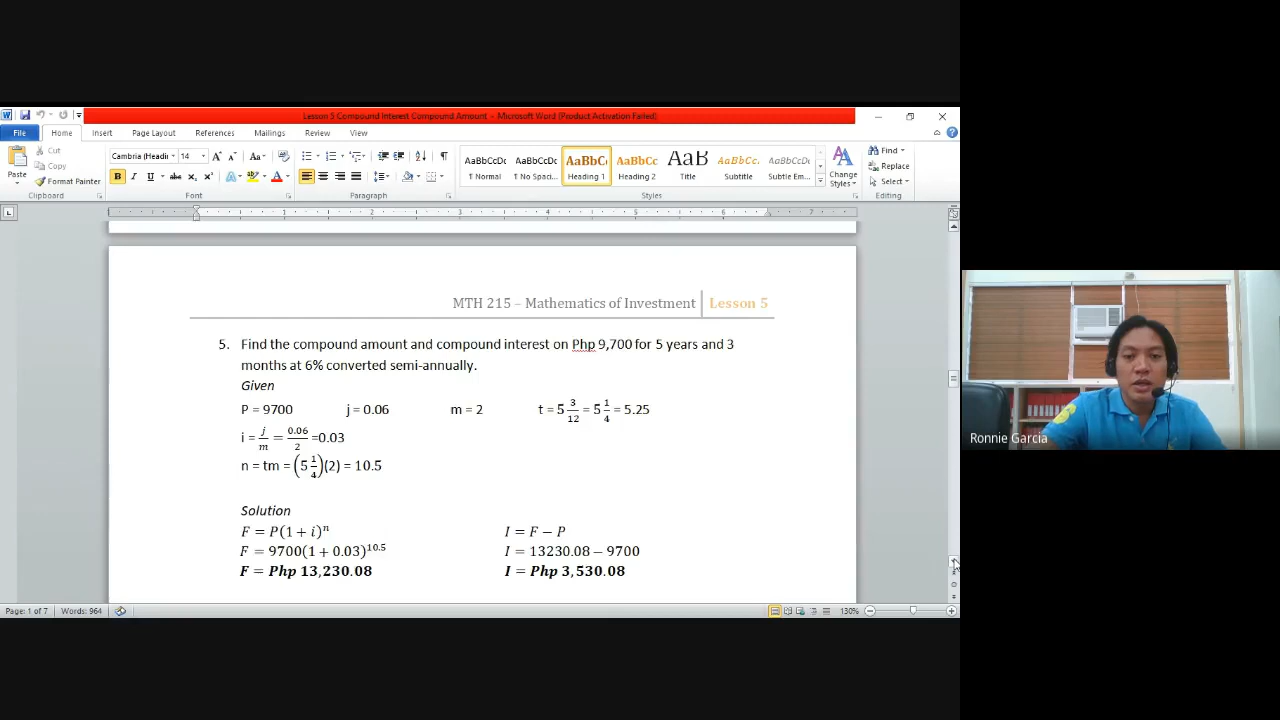 Lesson 5 Compound Interest Compound Amount - Microsoft Word (Product Activation Failed)
File Home Insert Page Layout References Mailings Review View
Cut
Copy
Format Painter
Paste
Clipboard
Cambria (Headi 14
Font
Paragraph
AaBbCcDc AaBbCcDc AaBbC AaBbCc AaB AaBbCc. AaBbCcDc
¶ Normal ¶ No Spaci... Heading 1 Heading 2 Title Subtitle Subtle Em...
Styles
Change Styles
Find
Replace
Select
Editing
MTH 215 – Mathematics of Investment Lesson 5
5. Find the compound amount and compound interest on Php 9,700 for 5 years and 3
months at 6% converted semi-annually.
Given
P = 9700 j = 0.06 m = 2 t = 5 3/12 = 5 1/4 = 5.25
i = j/m = 0.06/2 =0.03
n = tm = (5 1/4)(2) = 10.5
Solution
F = P(1 + i)^n I = F − P
F = 9700(1 + 0.03)^10.5 I = 13230.08 − 9700
F = Php 13,230.08 I = Php 3,530.08
Page: 1 of 7 Words: 964 130%
Ronnie Garcia